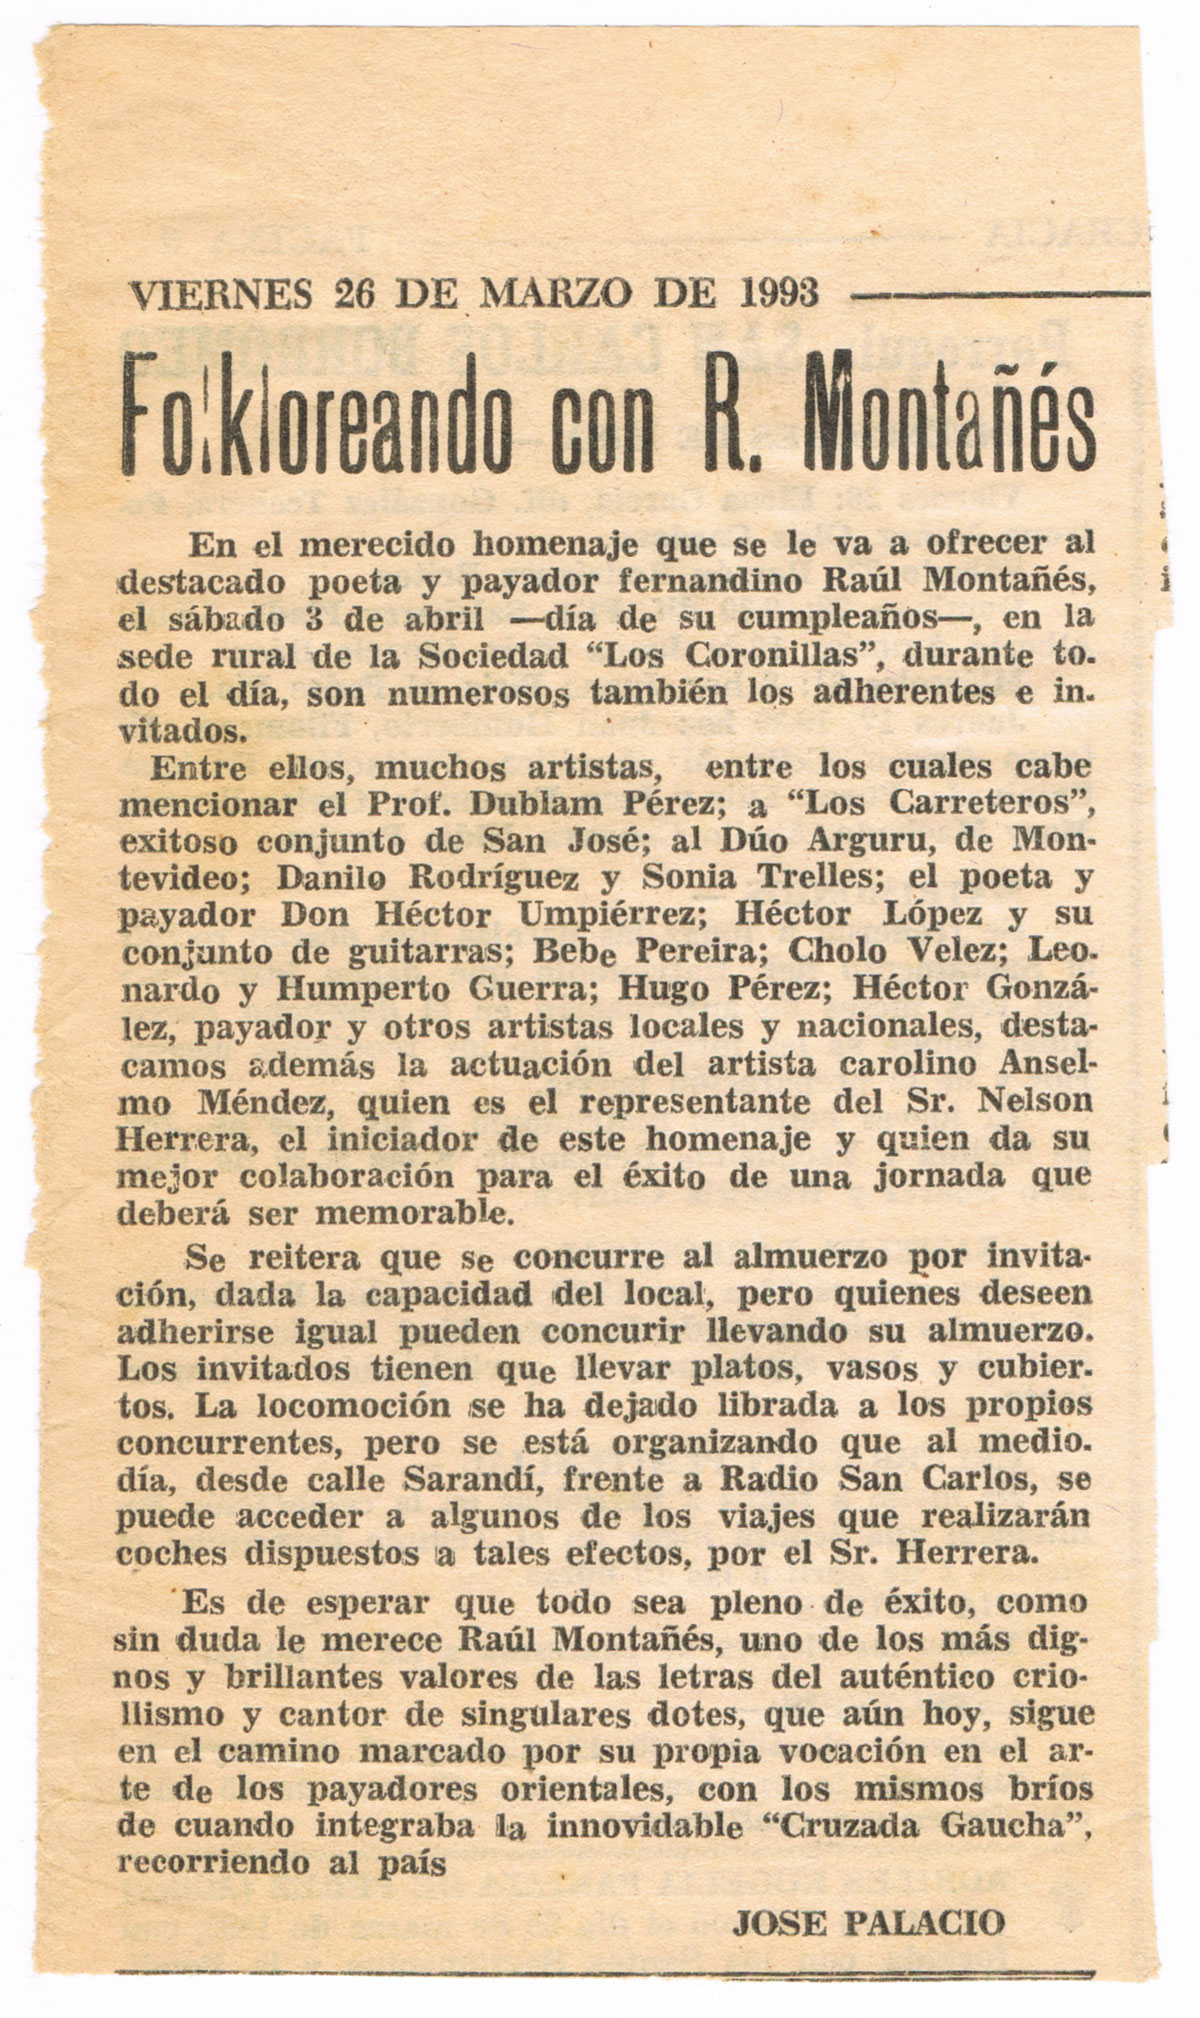 VIERNES 26 DE MARZO DE 1993
Folkloreando con R. Montañés
En el merecido homenaje que se le va a ofrecer al
destacado poeta y payador fernandino Raúl Montañés,
el sábado 3 de abril —día de su cumpleaños—, en la
sede rural de la Sociedad “Los Coronillas”, durante to-
do el día, son numerosos también los adherentes e in-
vitados.
Entre ellos, muchos artistas, entre los cuales cabe
mencionar el Prof. Dublam Pérez; a “Los Carreteros”,
exitoso conjunto de San José; al Dúo Arguru, de Mon-
tevideo; Danilo Rodríguez y Sonia Trelles; el poeta y
payador Don Héctor Umpiérrez; Héctor López y su
conjunto de guitarras; Bebe Pereira; Cholo Velez; Leo-
nardo y Humperto Guerra; Hugo Pérez; Héctor Gonzá-
lez, payador y otros artistas locales y nacionales, desta-
camos además la actuación del artista carolino Ansel-
mo Méndez, quien es el representante del Sr. Nelson
Herrera, el iniciador de este homenaje y quien da su
mejor colaboración para el éxito de una jornada que
deberá ser memorable.
Se reitera que se concurre al almuerzo por invita-
ción, dada la capacidad del local, pero quienes deseen
adherirse igual pueden concurir llevando su almuerzo.
Los invitados tienen que llevar platos, vasos y cubier-
tos. La locomoción se ha dejado librada a los propios
concurrentes, pero se está organizando que al medio-
día, desde calle Sarandí, frente a Radio San Carlos, se
puede acceder a algunos de los viajes que realizarán
coches dispuestos a tales efectos, por el Sr. Herrera.
Es de esperar que todo sea pleno de éxito, como
sin duda le merece Raúl Montañés, uno de los más dig-
nos y brillantes valores de las letras del auténtico crio-
llismo y cantor de singulares dotes, que aún hoy, sigue
en el camino marcado por su propia vocación en el ar-
te de los payadores orientales, con los mismos bríos
de cuando integraba la innovidable “Cruzada Gaucha”,
recorriendo al país
JOSE PALACIO